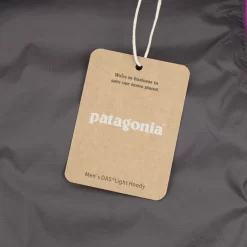 We're in business to
save our home planet.
patagonia
Men's DAS® Light Hoody